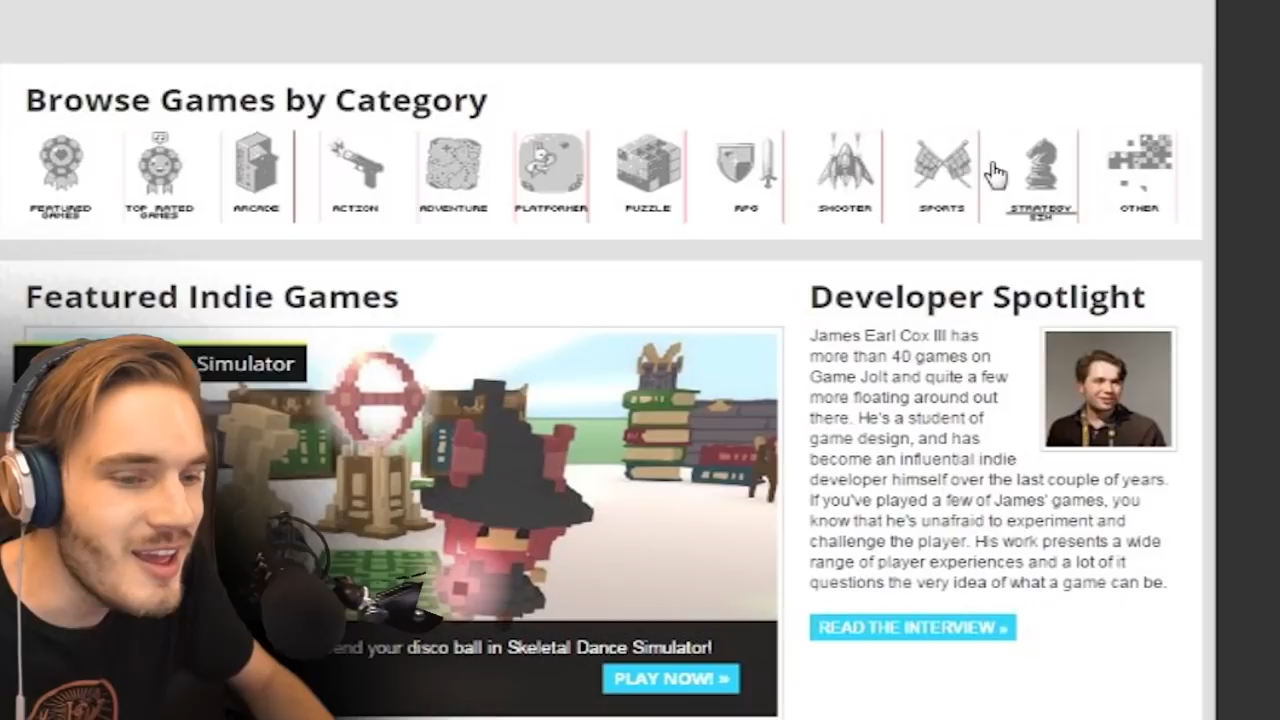 Browse Games by Category
FEATURED GAMES
TOP RATED GAMES
ARCADE
ACTION
ADVENTURE
PLATFORMER
PUZZLE
RPG
SHOOTER
SPORTS
STRATEGY SIM
OTHER
Featured Indie Games
Simulator
end your disco ball in Skeletal Dance Simulator!
PLAY NOW! »
Developer Spotlight
James Earl Cox III has
more than 40 games on
Game Jolt and quite a few
more floating around out
there. He's a student of
game design, and has
become an influential indie
developer himself over the last couple of years.
If you've played a few of James' games, you
know that he's unafraid to experiment and
challenge the player. His work presents a wide
range of player experiences and a lot of it
questions the very idea of what a game can be.
READ THE INTERVIEW »